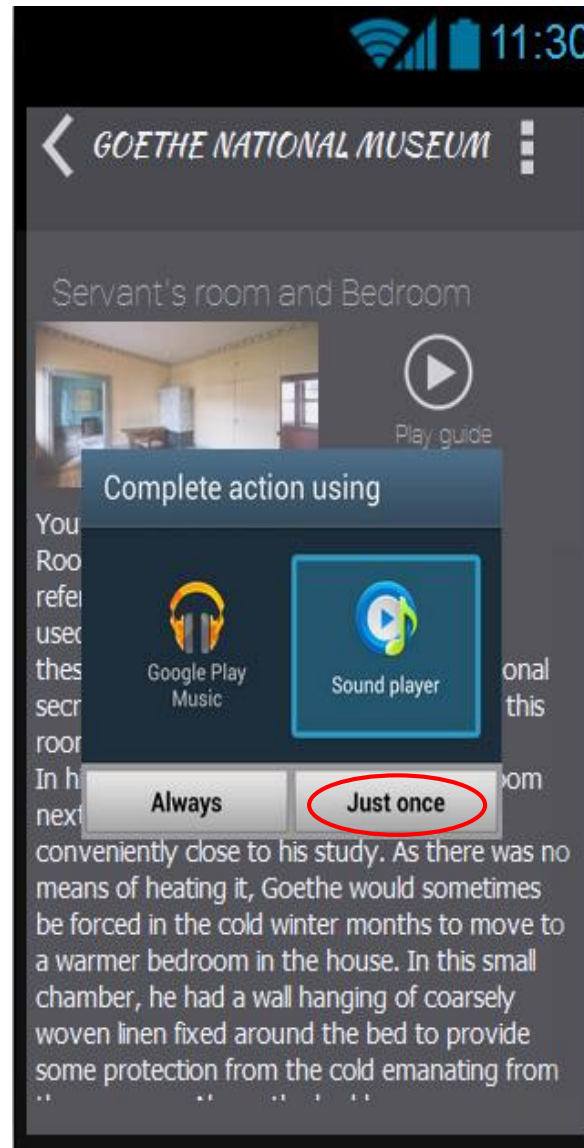 11:30
GOETHE NATIONAL MUSEUM
Servant's room and Bedroom
Play guide
Complete action using
Google Play
Music
Sound player
Always
Just once
You
Roo
refe
used
thes onal
secr this
roor
In h oom
next
conveniently close to his study. As there was no
means of heating it, Goethe would sometimes
be forced in the cold winter months to move to
a warmer bedroom in the house. In this small
chamber, he had a wall hanging of coarsely
woven linen fixed around the bed to provide
some protection from the cold emanating from